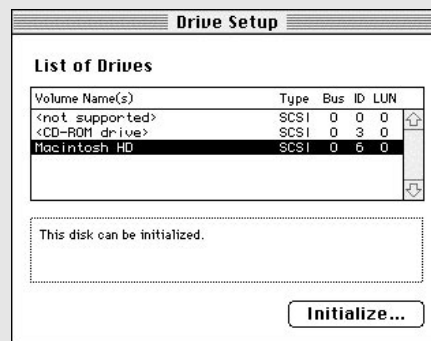 Drive Setup
List of Drives
Volume Name(s) Type Bus ID LUN
<not supported> SCSI 0 0 0
<CD-ROM drive> SCSI 0 3 0
Macintosh HD SCSI 0 6 0
This disk can be initialized.
Initialize...